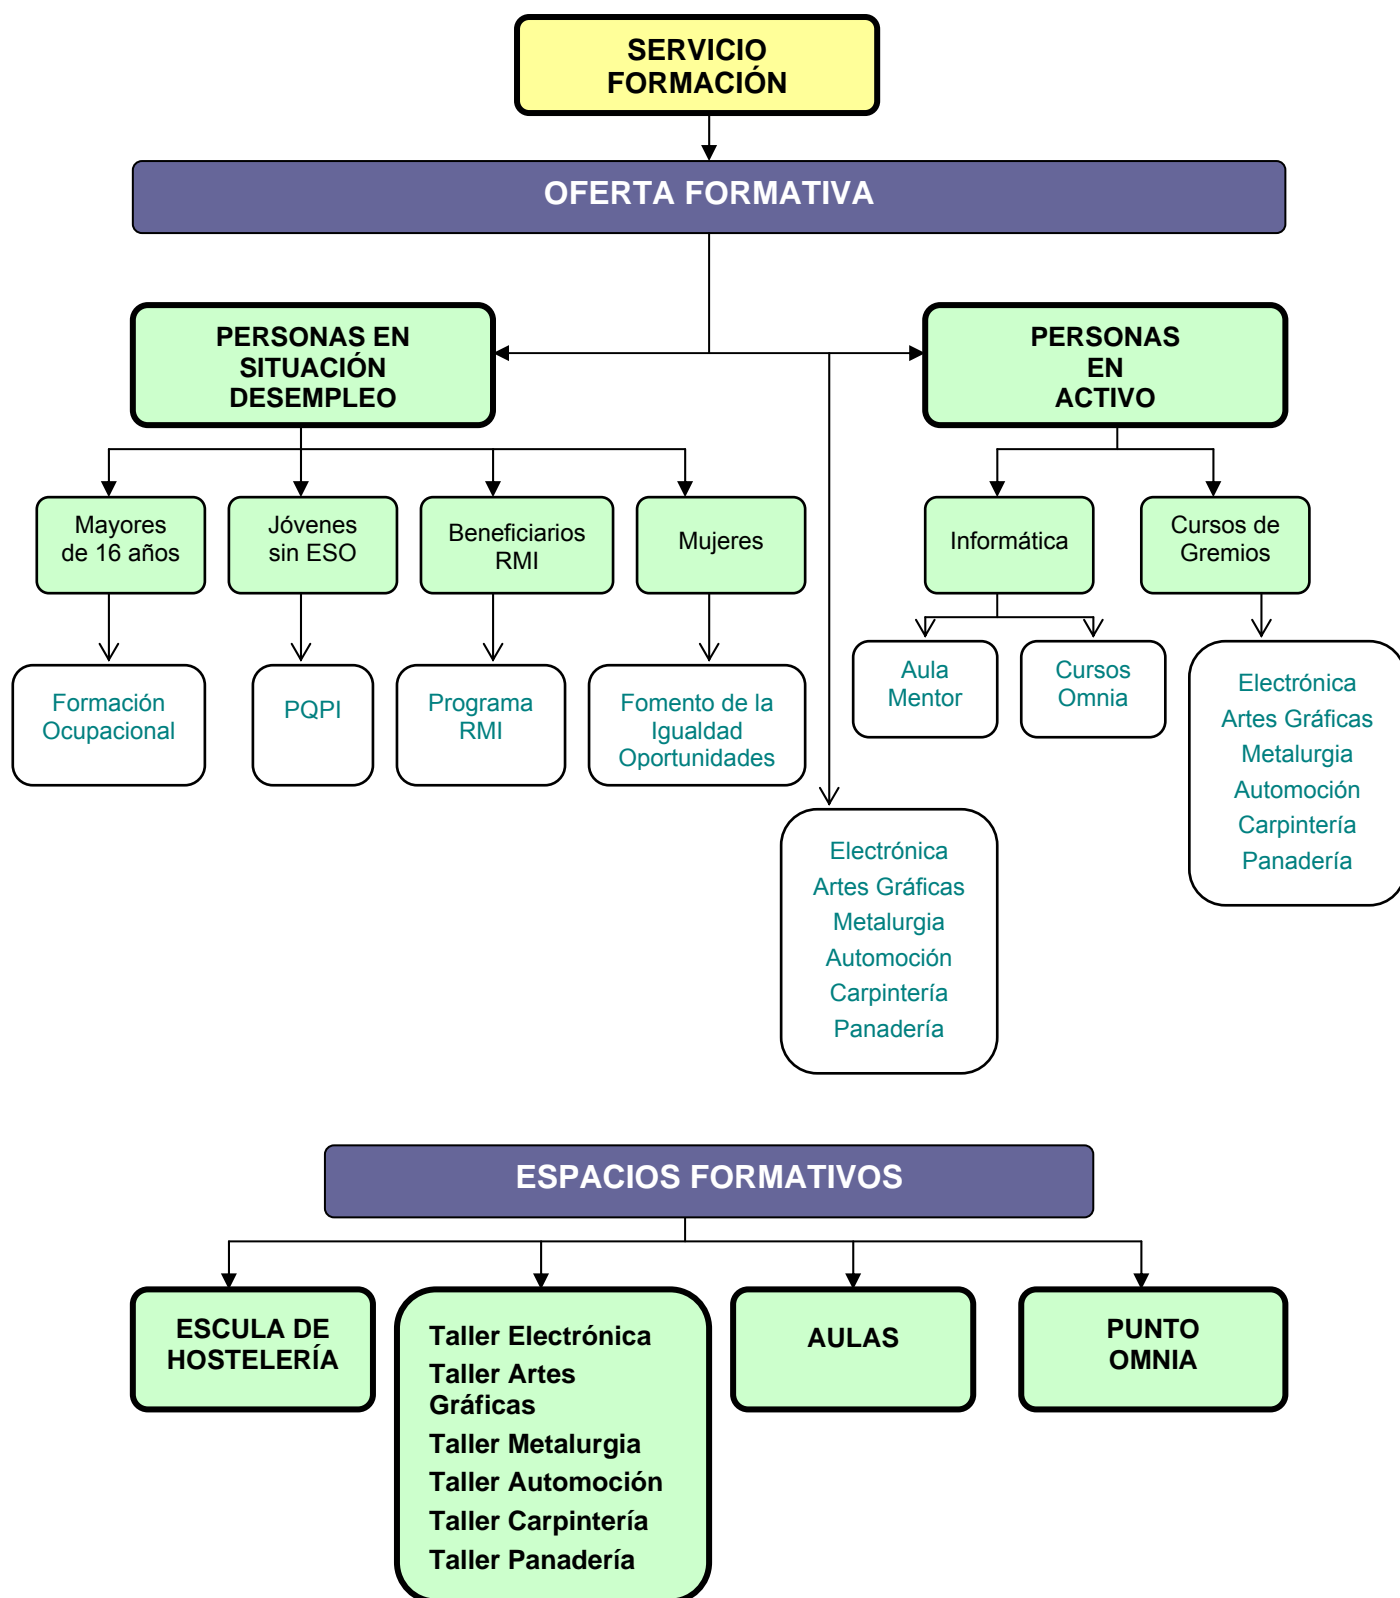 SERVICIO
FORMACIÓN
OFERTA FORMATIVA
PERSONAS EN
SITUACIÓN
DESEMPLEO
PERSONAS
EN
ACTIVO
Mayores
de 16 años
Jóvenes
sin ESO
Beneficiarios
RMI
Mujeres
Informática
Cursos de
Gremios
Formación
Ocupacional
PQPI
Programa
RMI
Fomento de la
Igualdad
Oportunidades
Aula
Mentor
Cursos
Omnia
Electrónica
Artes Gráficas
Metalurgia
Automoción
Carpintería
Panadería
Electrónica
Artes Gráficas
Metalurgia
Automoción
Carpintería
Panadería
ESPACIOS FORMATIVOS
ESCULA DE
HOSTELERÍA
Taller Electrónica
Taller Artes
Gráficas
Taller Metalurgia
Taller Automoción
Taller Carpintería
Taller Panadería
AULAS
PUNTO
OMNIA